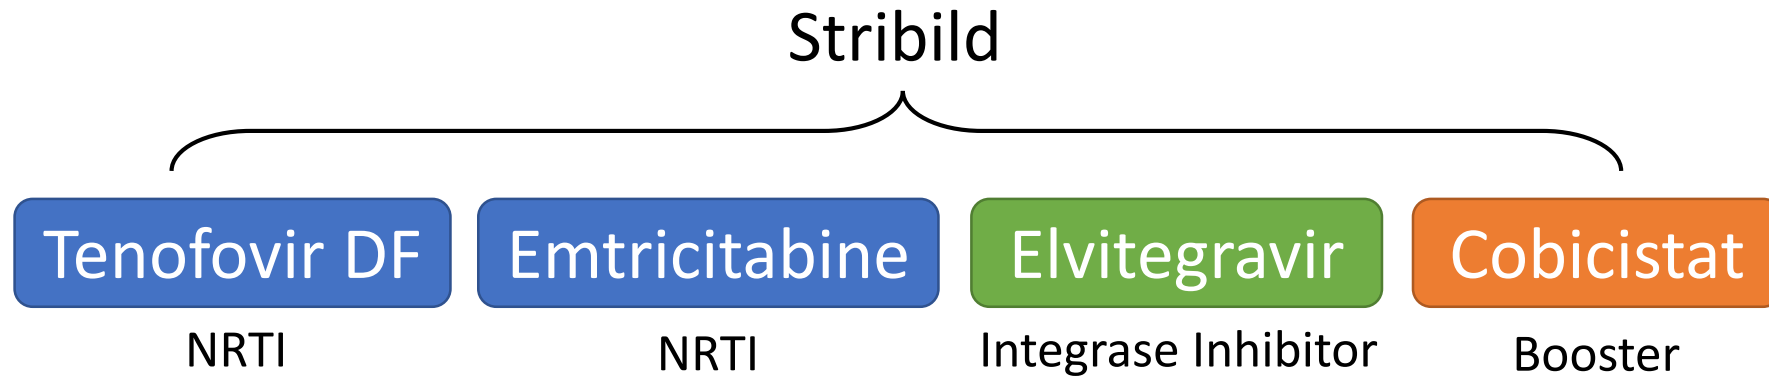 Stribild
Tenofovir DF
Emtricitabine
Elvitegravir
Cobicistat
NRTI
NRTI
Integrase Inhibitor
Booster